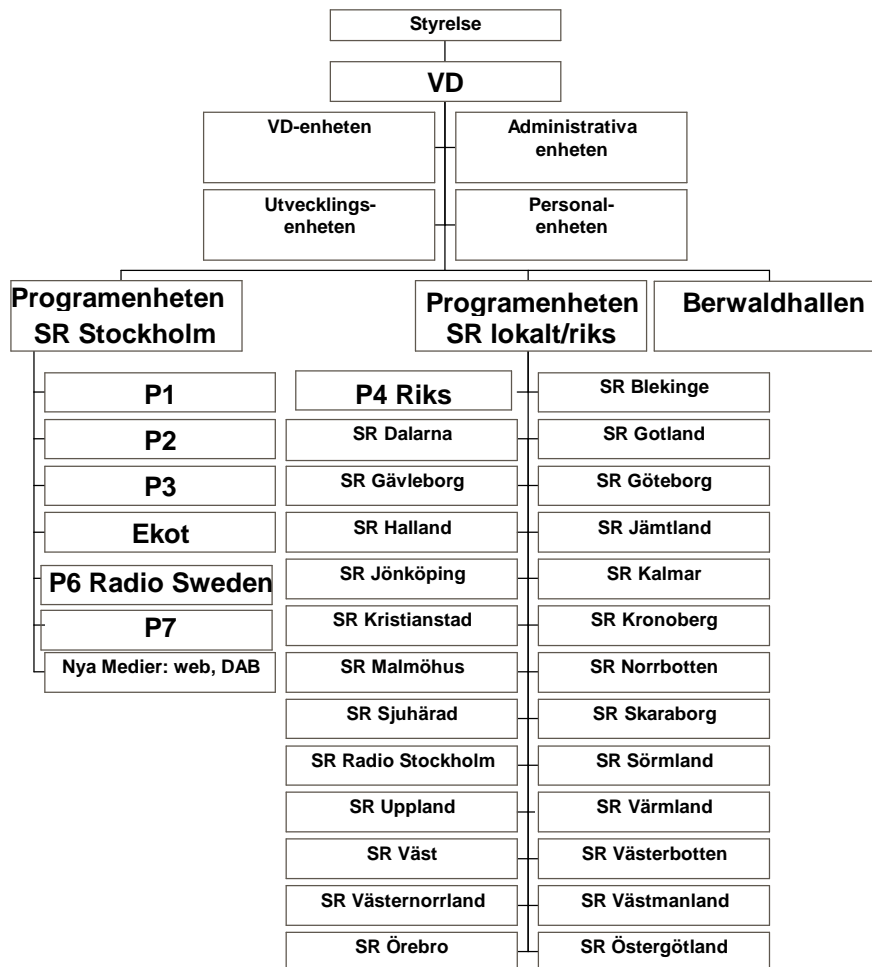 Styrelse
VD
VD-enheten
Administrativa
enheten
Utvecklings-
enheten
Personal-
enheten
Programenheten
SR Stockholm
Programenheten
SR lokalt/riks
Berwaldhallen
P1
P2
P3
Ekot
P6 Radio Sweden
P7
Nya Medier: web, DAB
P4 Riks
SR Blekinge
SR Dalarna
SR Gotland
SR Gävleborg
SR Göteborg
SR Halland
SR Jämtland
SR Jönköping
SR Kalmar
SR Kristianstad
SR Kronoberg
SR Malmöhus
SR Norrbotten
SR Sjuhärad
SR Skaraborg
SR Radio Stockholm
SR Sörmland
SR Uppland
SR Värmland
SR Väst
SR Västerbotten
SR Västernorrland
SR Västmanland
SR Örebro
SR Östergötland